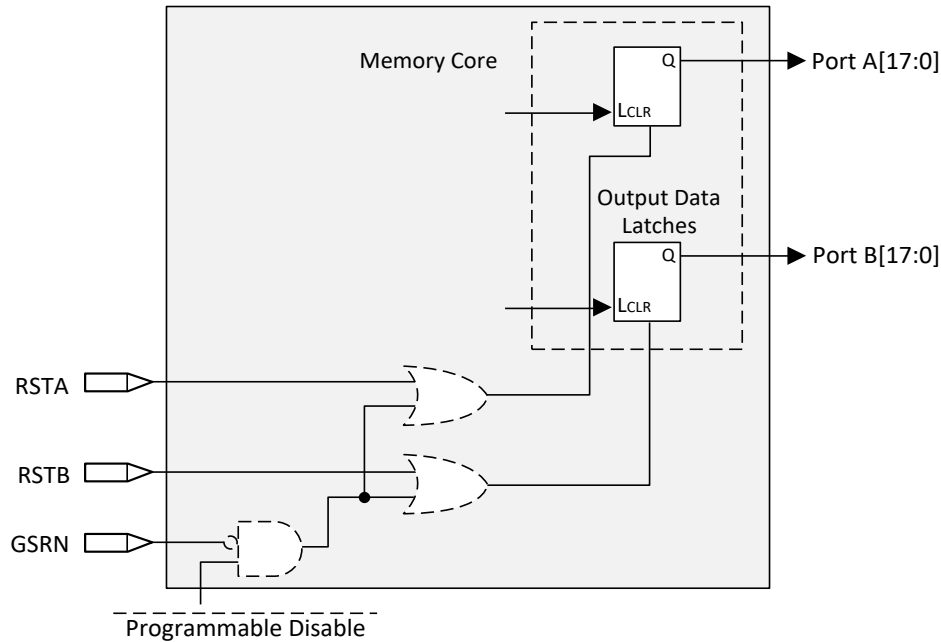 Memory Core
Q
Port A[17:0]
LCLR
Output Data
Latches
Q
Port B[17:0]
LCLR
RSTA
RSTB
GSRN
Programmable Disable